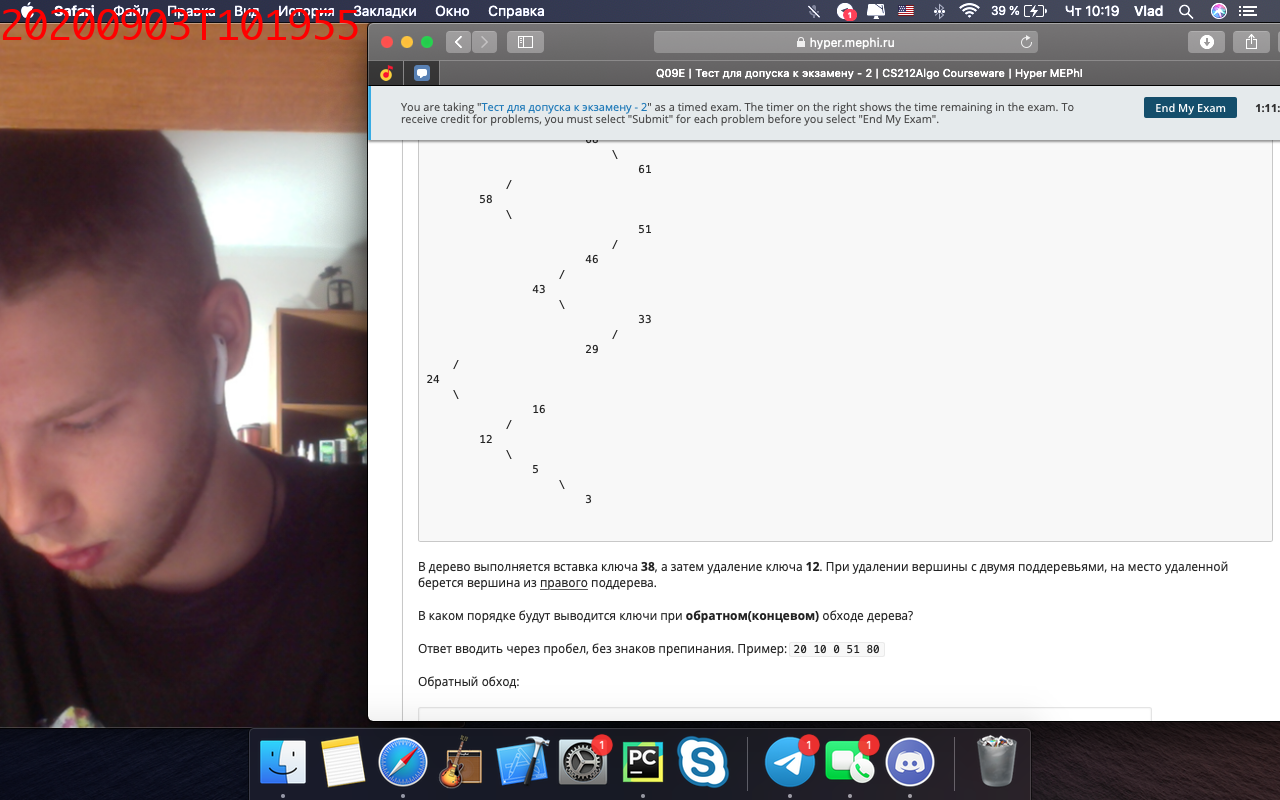 20200903T101955
Safari Файл Правка Вид История Закладки Окно Справка
1 39 % Чт 10:19 Vlad
hyper.mephi.ru
Q09E | Тест для допуска к экзамену - 2 | CS212Algo Courseware | Hyper MEPhI
You are taking "Тест для допуска к экзамену - 2" as a timed exam. The timer on the right shows the time remaining in the exam. To
receive credit for problems, you must select "Submit" for each problem before you select "End My Exam".
End My Exam
1:11:
\
61
/
58
\
51
/
46
/
43
\
33
/
29
/
24
\
16
/
12
\
5
\
3
В дерево выполняется вставка ключа 38, а затем удаление ключа 12. При удалении вершины с двумя поддеревьями, на место удаленной
берется вершина из правого поддерева.
В каком порядке будут выводится ключи при обратном(концевом) обходе дерева?
Ответ вводить через пробел, без знаков препинания. Пример: 20 10 0 51 80
Обратный обход:
1
PC
1
1